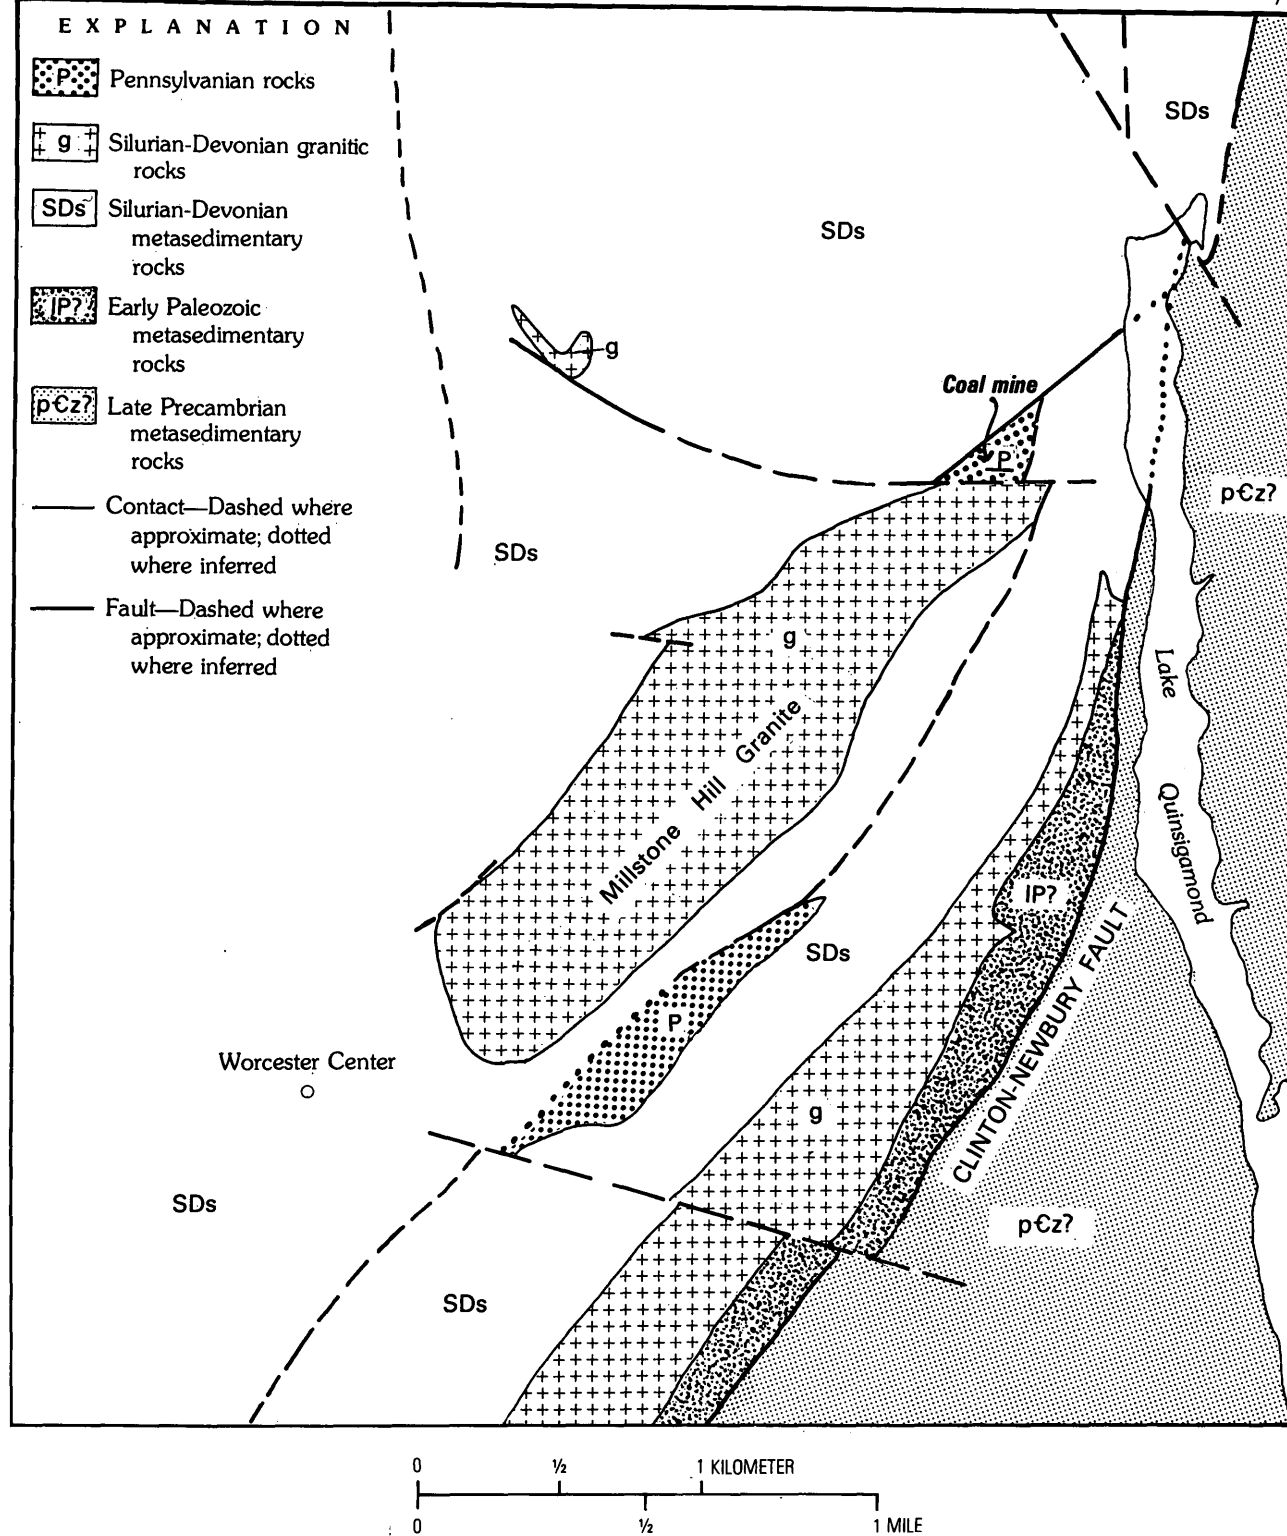 EXPLANATION
P Pennsylvanian rocks
g Silurian-Devonian granitic
rocks
SDs Silurian-Devonian
metasedimentary
rocks
lP? Early Paleozoic
metasedimentary
rocks
pЄz? Late Precambrian
metasedimentary
rocks
Contact—Dashed where
approximate; dotted
where inferred
Fault—Dashed where
approximate; dotted
where inferred
SDs
SDs
g
Coal mine
P
pЄz?
SDs
g
Lake
Quinsigamond
Millstone Hill Granite
lP?
SDs
P
CLINTON-NEWBURY FAULT
Worcester Center
g
SDs
pЄz?
SDs
0 ½ 1 KILOMETER
0 ½ 1 MILE